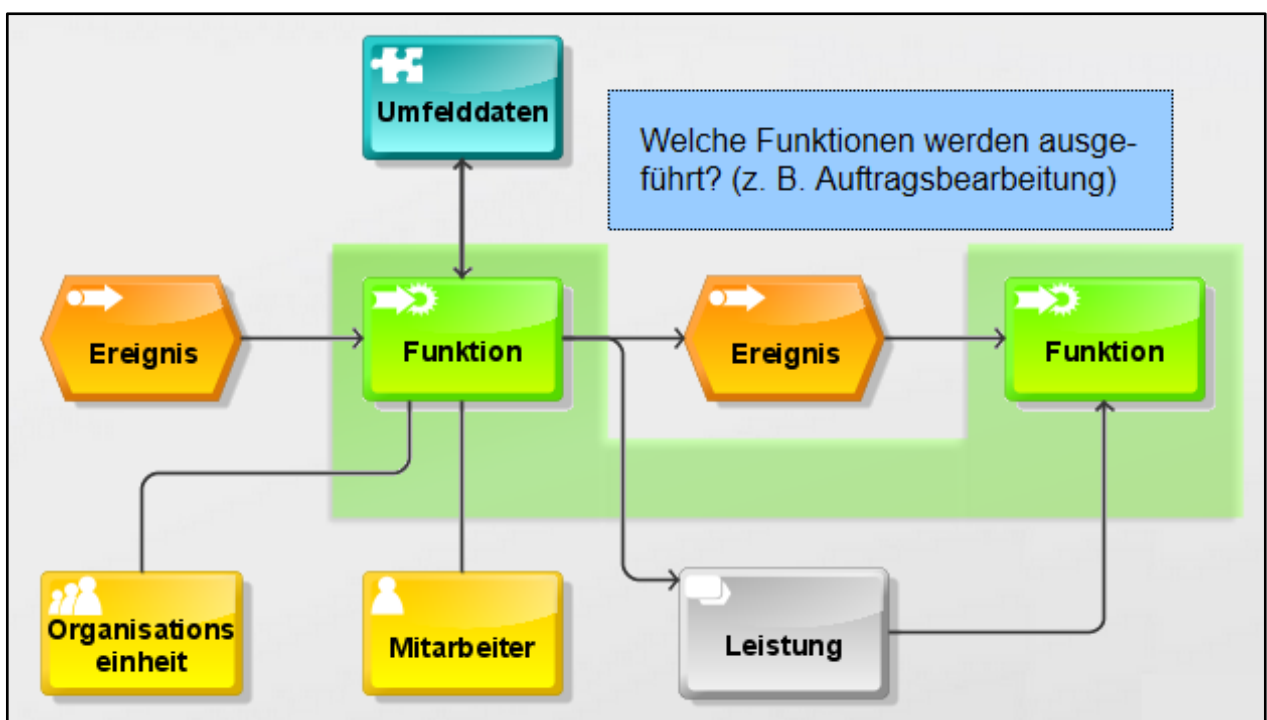 Umfelddaten
Welche Funktionen werden ausge-
führt? (z. B. Auftragsbearbeitung)
Ereignis
Funktion
Ereignis
Funktion
Organisations
einheit
Mitarbeiter
Leistung